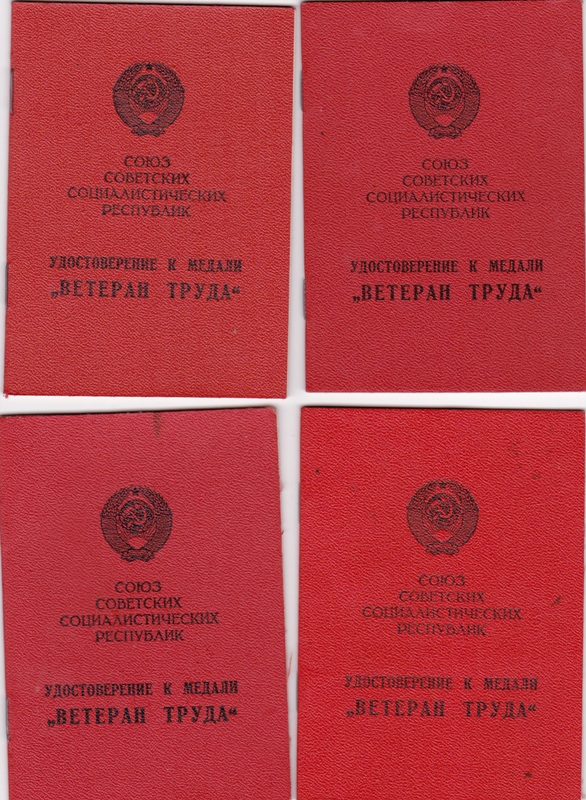 СОЮЗ
СОВЕТСКИХ
СОЦИАЛИСТИЧЕСКИХ
РЕСПУБЛИК
УДОСТОВЕРЕНИЕ К МЕДАЛИ
„ВЕТЕРАН ТРУДА“
СОЮЗ
СОВЕТСКИХ
СОЦИАЛИСТИЧЕСКИХ
РЕСПУБЛИК
УДОСТОВЕРЕНИЕ К МЕДАЛИ
„ВЕТЕРАН ТРУДА“
СОЮЗ
СОВЕТСКИХ
СОЦИАЛИСТИЧЕСКИХ
РЕСПУБЛИК
УДОСТОВЕРЕНИЕ К МЕДАЛИ
„ВЕТЕРАН ТРУДА“
СОЮЗ
СОВЕТСКИХ
СОЦИАЛИСТИЧЕСКИХ
РЕСПУБЛИК
УДОСТОВЕРЕНИЕ К МЕДАЛИ
„ВЕТЕРАН ТРУДА“